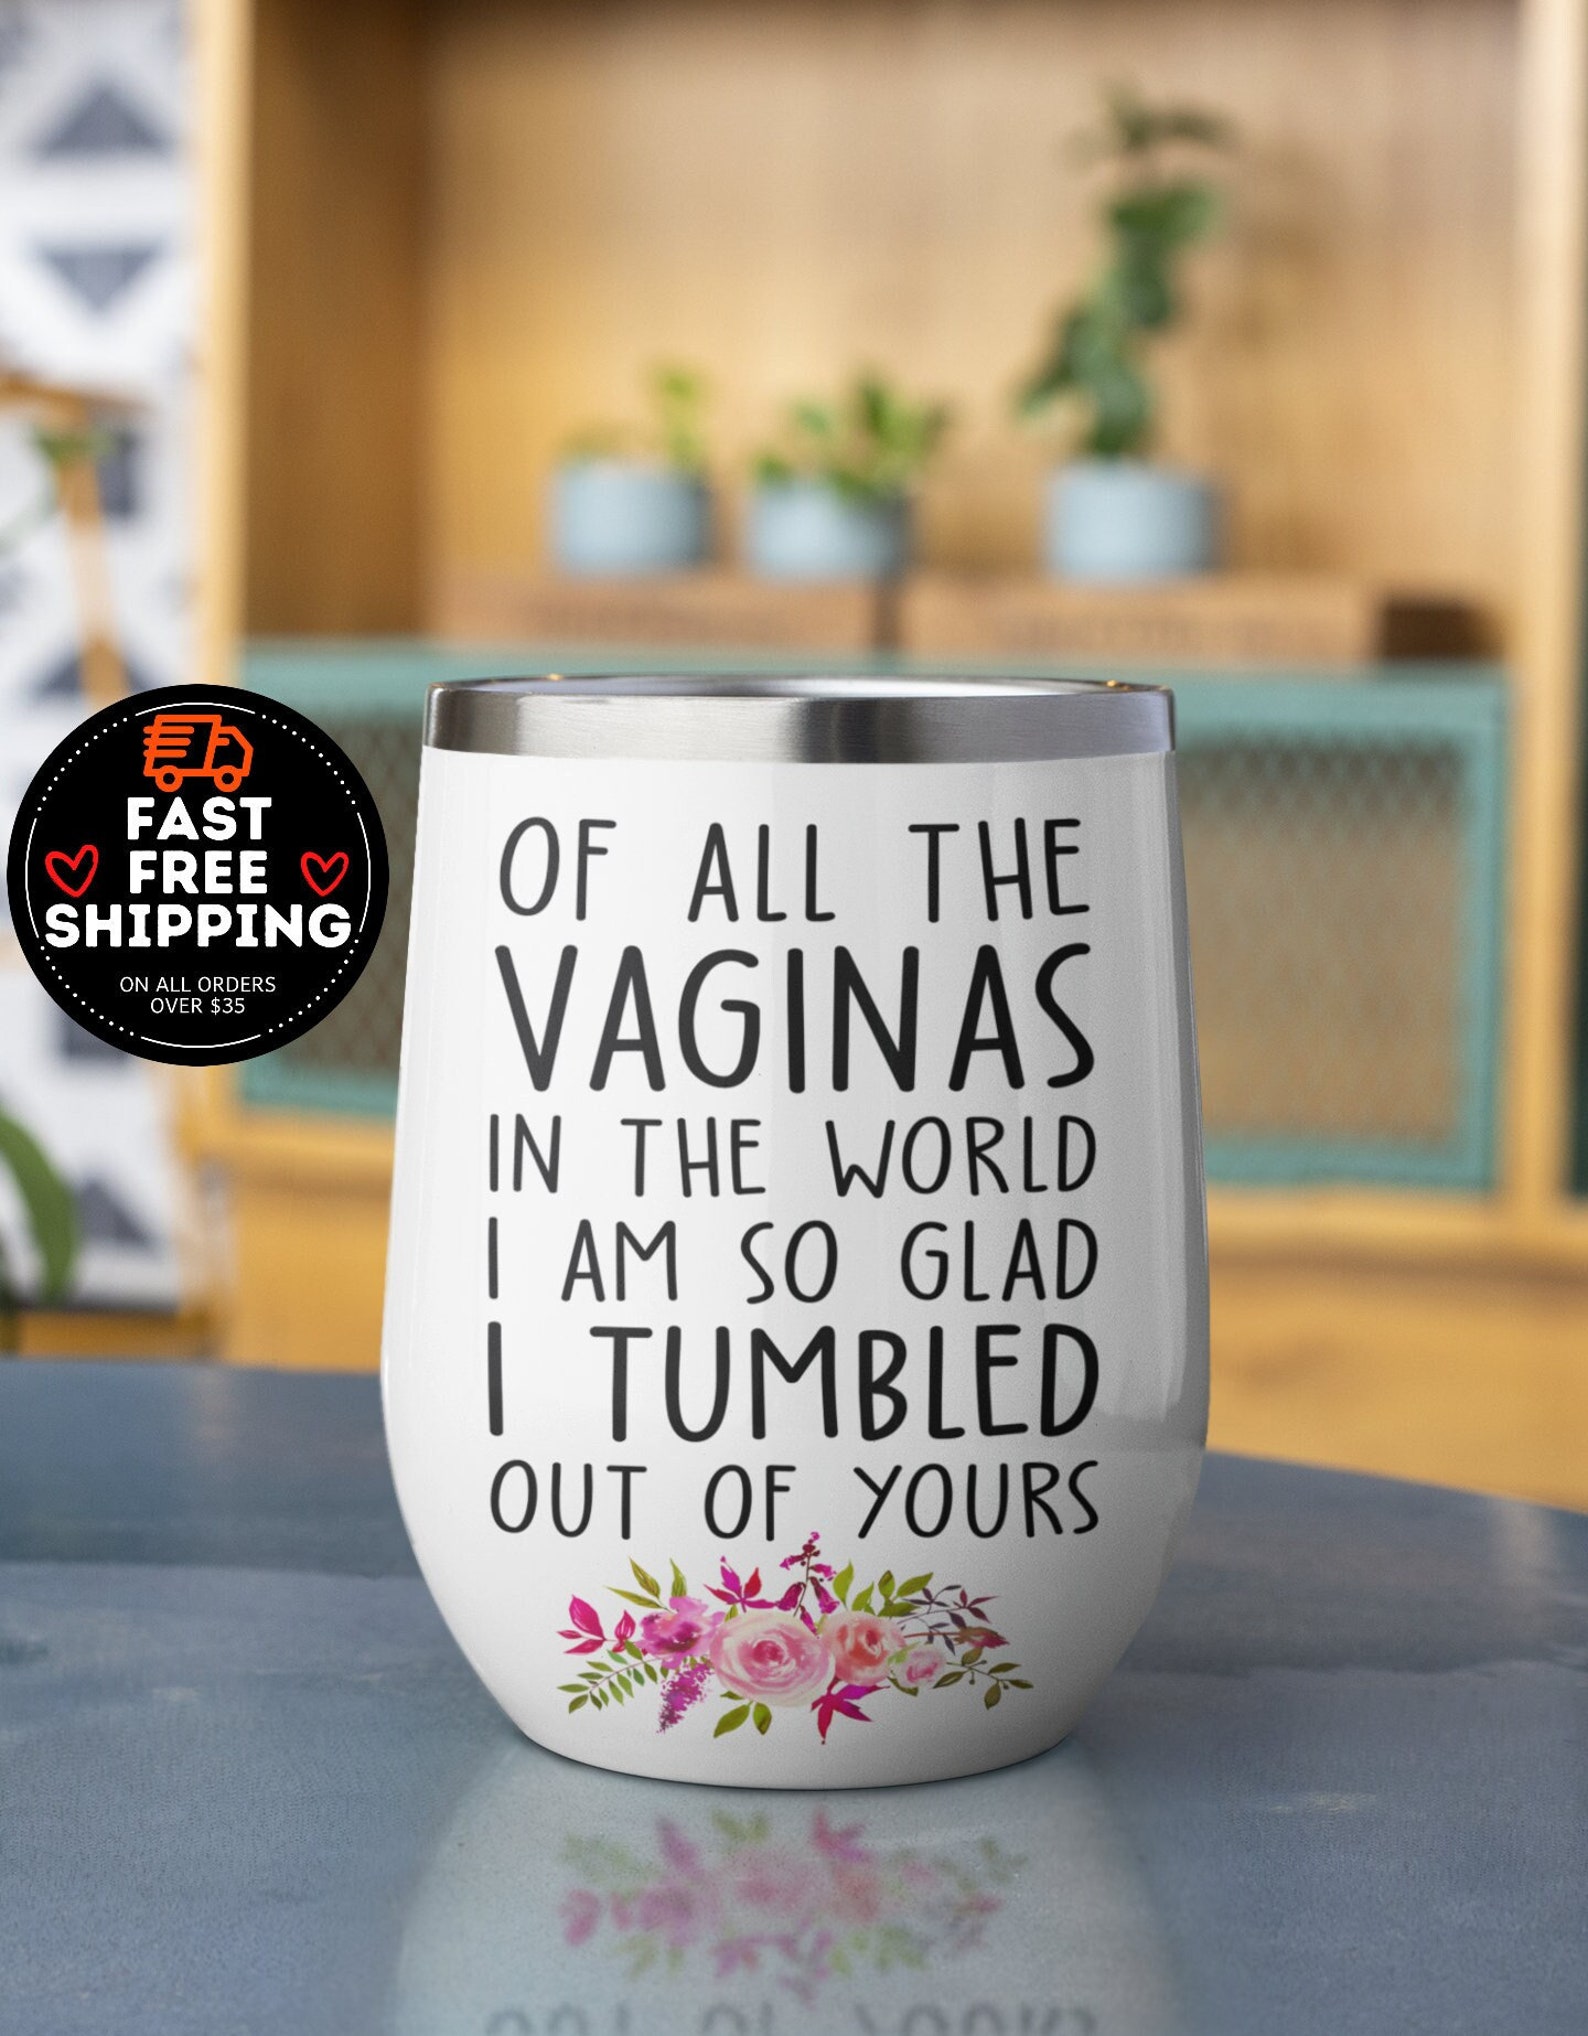 FAST
FREE
SHIPPING
ON ALL ORDERS
OVER $35
OF ALL THE
VAGINAS
IN THE WORLD
I AM SO GLAD
I TUMBLED
OUT OF YOURS